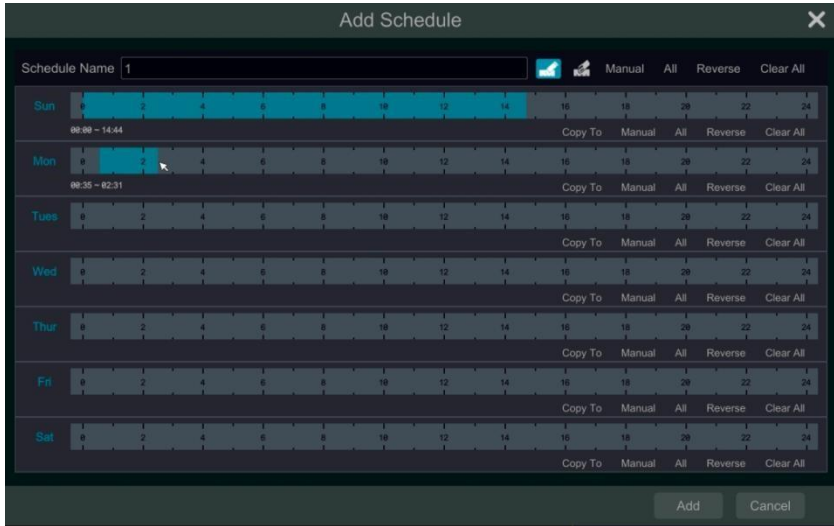 Add Schedule
Schedule Name 1 Manual All Reverse Clear All
Sun 0 2 4 6 8 10 12 14 16 18 20 22 24
00:00 ~ 14:44 Copy To Manual All Reverse Clear All
Mon 0 2 4 6 8 10 12 14 16 18 20 22 24
00:35 ~ 02:31 Copy To Manual All Reverse Clear All
Tues 0 2 4 6 8 10 12 14 16 18 20 22 24
Copy To Manual All Reverse Clear All
Wed 0 2 4 6 8 10 12 14 16 18 20 22 24
Copy To Manual All Reverse Clear All
Thur 0 2 4 6 8 10 12 14 16 18 20 22 24
Copy To Manual All Reverse Clear All
Fri 0 2 4 6 8 10 12 14 16 18 20 22 24
Copy To Manual All Reverse Clear All
Sat 0 2 4 6 8 10 12 14 16 18 20 22 24
Copy To Manual All Reverse Clear All
Add Cancel